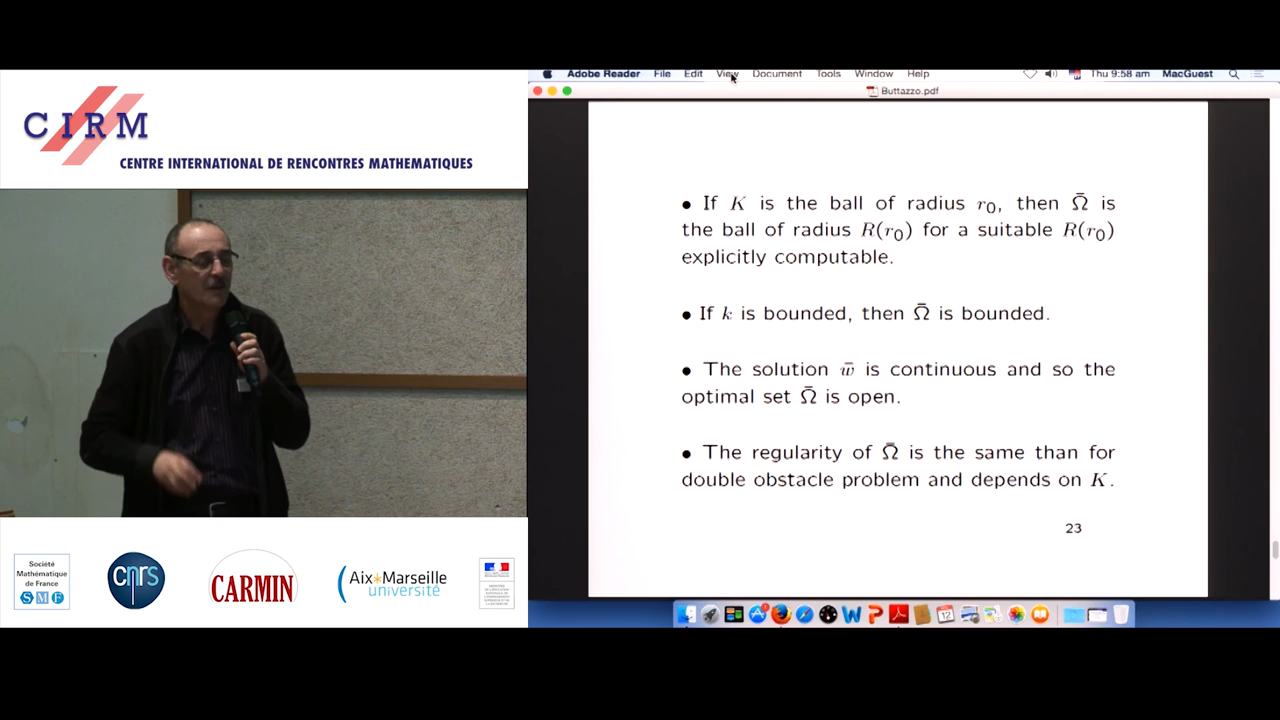 CIRM
CENTRE INTERNATIONAL DE RENCONTRES MATHEMATIQUES
Adobe Reader File Edit View Document Tools Window Help Thu 9:58 am MacGuest
Buttazzo.pdf
• If K is the ball of radius r₀, then Ω̄ is
the ball of radius R(r₀) for a suitable R(r₀)
explicitly computable.
• If k is bounded, then Ω̄ is bounded.
• The solution w̄ is continuous and so the
optimal set Ω̄ is open.
• The regularity of Ω̄ is the same than for
double obstacle problem and depends on K.
23
Société
Mathématique
de France
SMF
cnrs
CARMIN
Aix*Marseille
université